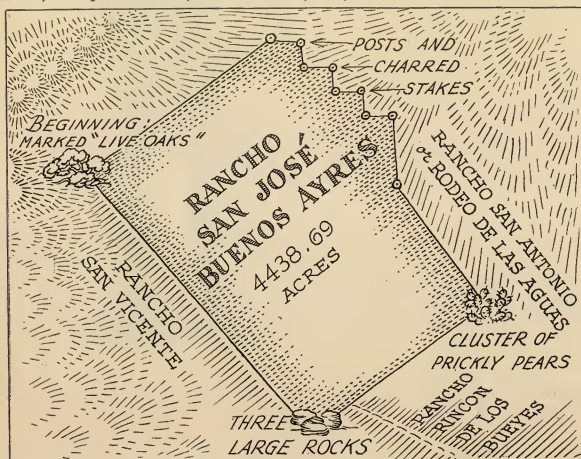 POSTS AND
CHARRED
STAKES
BEGINNING:
MARKED "LIVE OAKS"
RANCHO
SAN JOSÉ
BUENOS AYRES
4438.69
ACRES
RANCHO SAN ANTONIO
or RODEO DE LAS AGUAS
RANCHO
SAN VICENTE
CLUSTER OF
PRICKLY PEARS
RANCHO
RINCON
DE LOS
BUEYES
THREE
LARGE ROCKS